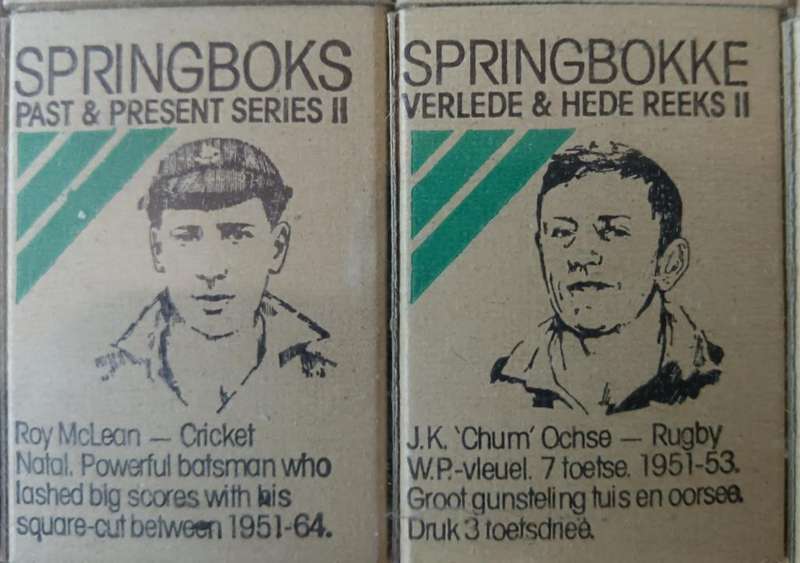 SPRINGBOKS
PAST & PRESENT SERIES II
Roy McLean — Cricket
Natal. Powerful batsman who
lashed big scores with his
square-cut between 1951-64.
SPRINGBOKKE
VERLEDE & HEDE REEKS II
J.K. 'Chum' Ochse — Rugby
W.P.-vleuel. 7 toetse. 1951-53.
Groot gunsteling tuis en oorsee.
Druk 3 toetsdrieë.